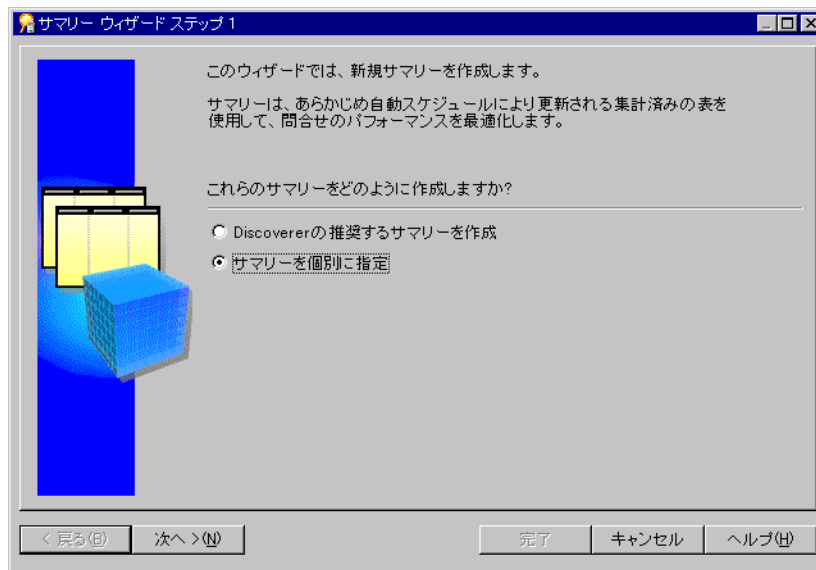 サマリー ウィザード ステップ 1
このウィザードでは、新規サマリーを作成します。
サマリーは、あらかじめ自動スケジュールにより更新される集計済みの表を
使用して、問合せのパフォーマンスを最適化します。
これらのサマリーをどのように作成しますか?
Discovererの推奨するサマリーを作成
サマリーを個別に指定
< 戻る(B)
次へ >(N)
完了
キャンセル
ヘルプ(H)